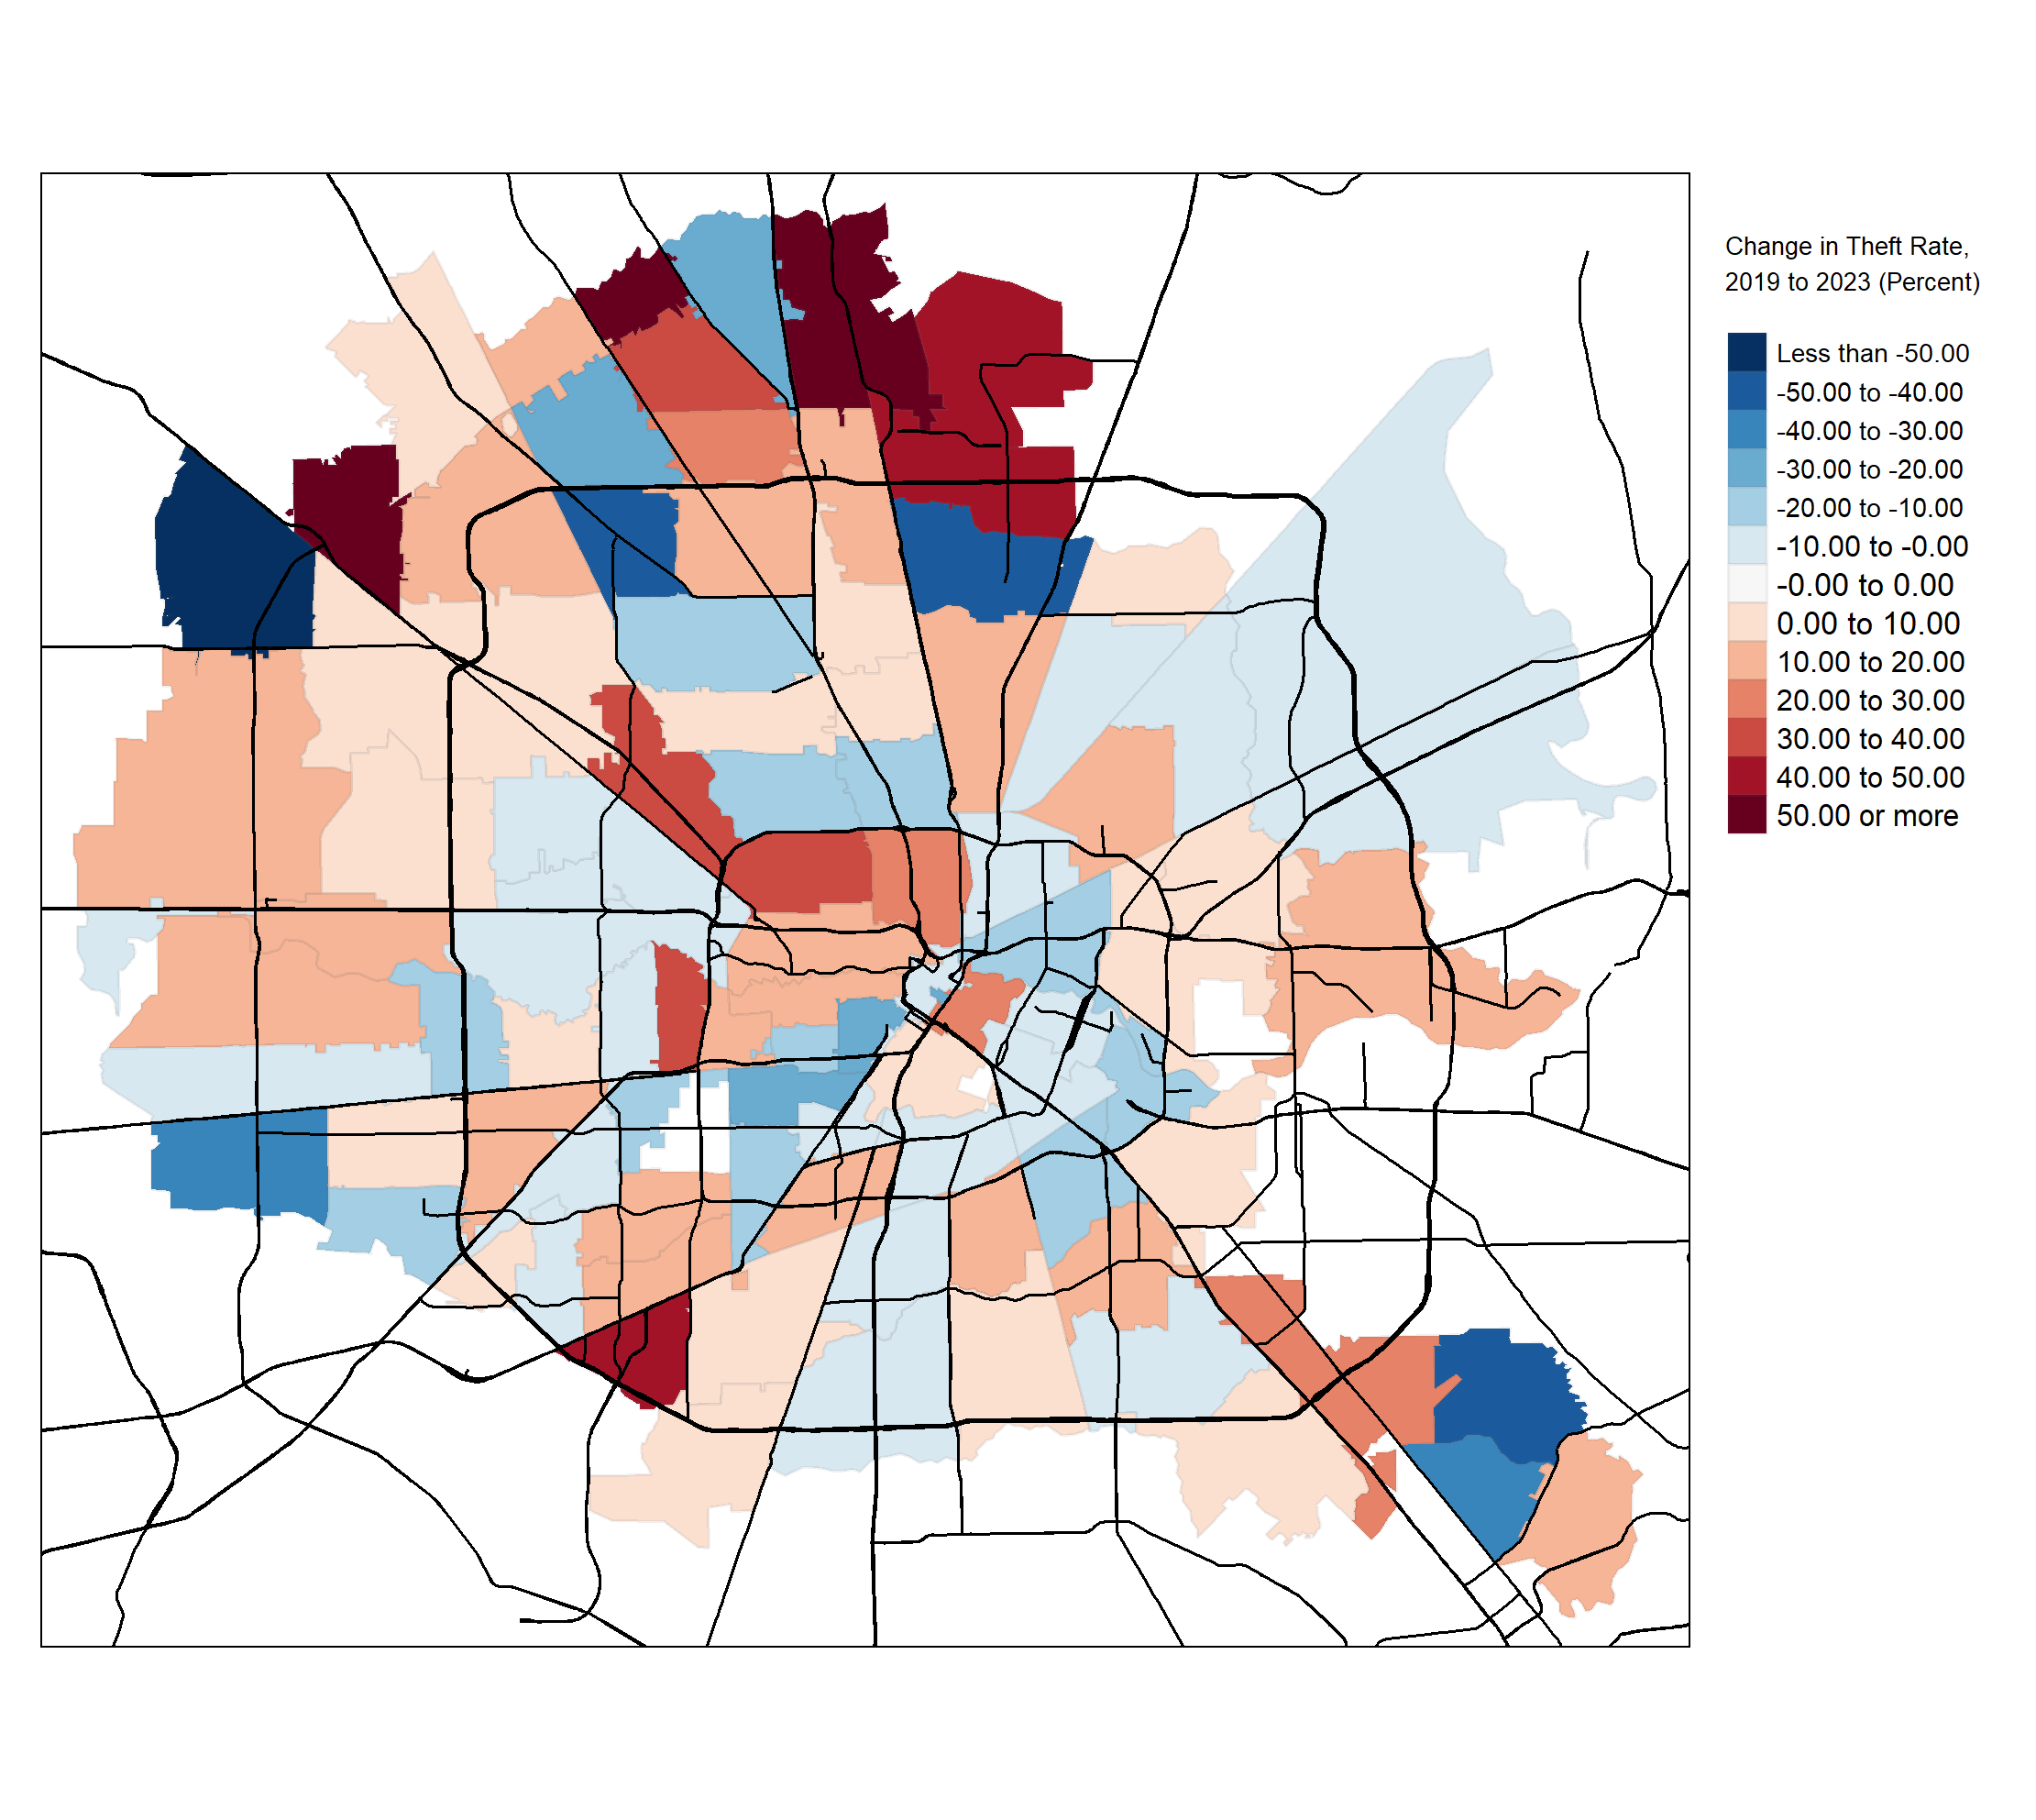 Change in Theft Rate,
2019 to 2023 (Percent)
Less than -50.00
-50.00 to -40.00
-40.00 to -30.00
-30.00 to -20.00
-20.00 to -10.00
-10.00 to -0.00
-0.00 to 0.00
0.00 to 10.00
10.00 to 20.00
20.00 to 30.00
30.00 to 40.00
40.00 to 50.00
50.00 or more